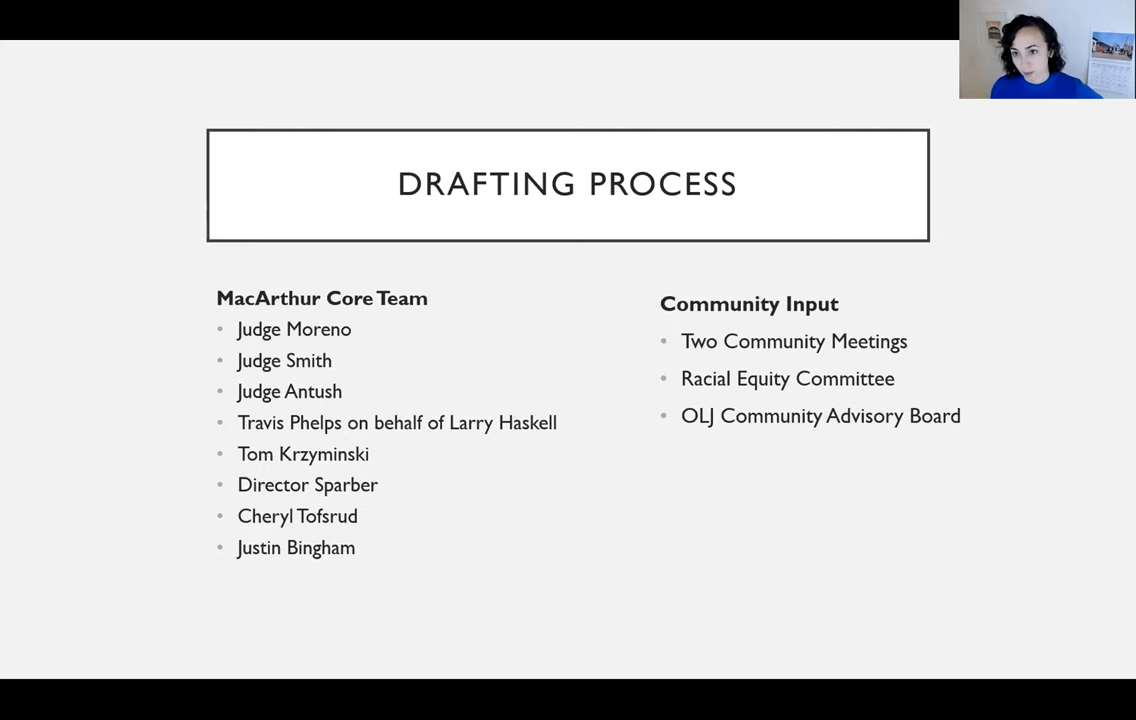 DRAFTING PROCESS
MacArthur Core Team
• Judge Moreno
• Judge Smith
• Judge Antush
• Travis Phelps on behalf of Larry Haskell
• Tom Krzyminski
• Director Sparber
• Cheryl Tofsrud
• Justin Bingham
Community Input
• Two Community Meetings
• Racial Equity Committee
• OLJ Community Advisory Board